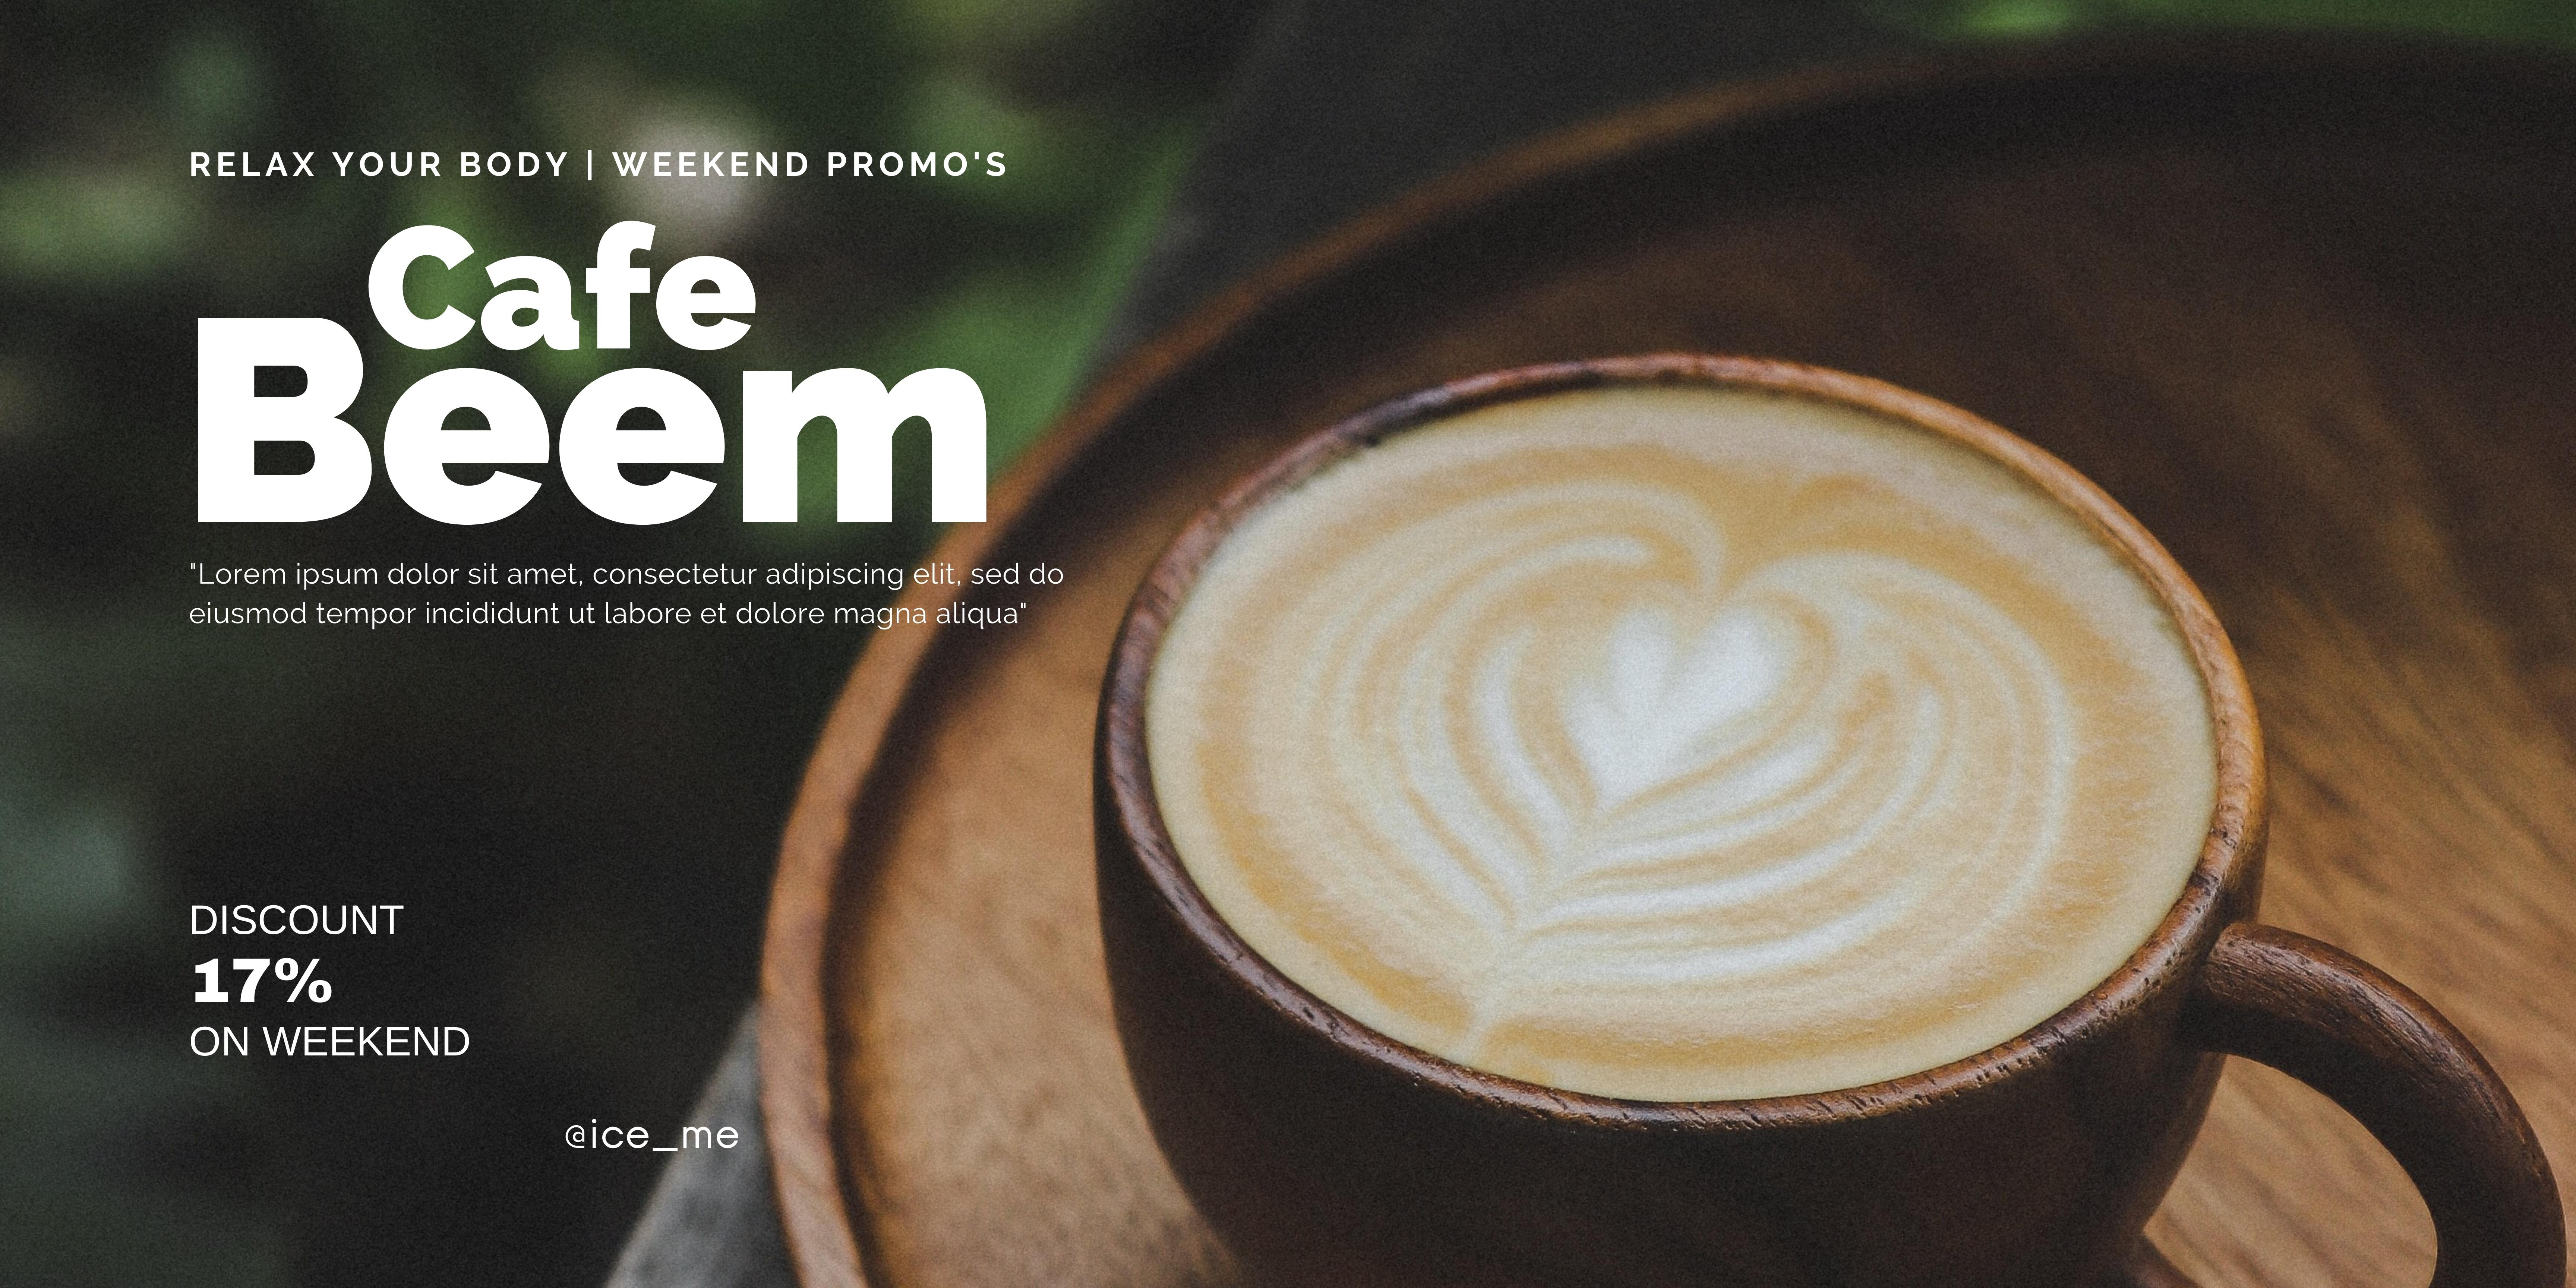 RELAX YOUR BODY | WEEKEND PROMO'S
Cafe
Beem
"Lorem ipsum dolor sit amet, consectetur adipiscing elit, sed do
eiusmod tempor incididunt ut labore et dolore magna aliqua"
DISCOUNT
17%
ON WEEKEND
@ice_me